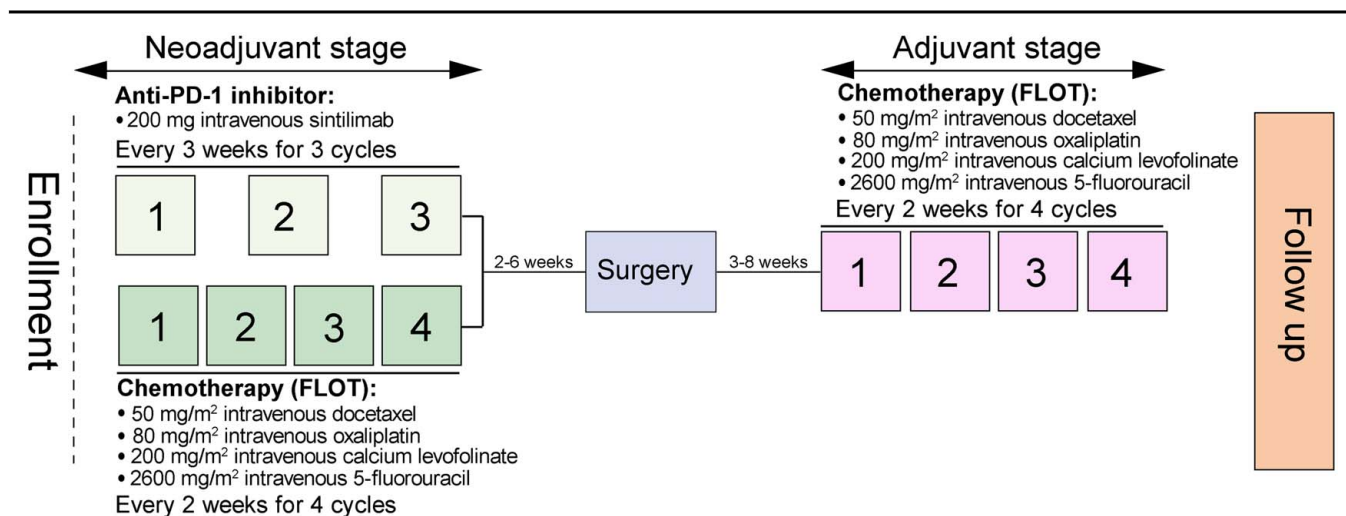 Neoadjuvant stage
Anti-PD-1 inhibitor:
• 200 mg intravenous sintilimab
Every 3 weeks for 3 cycles
1 2 3
Enrollment
1 2 3 4
Chemotherapy (FLOT):
• 50 mg/m² intravenous docetaxel
• 80 mg/m² intravenous oxaliplatin
• 200 mg/m² intravenous calcium levofolinate
• 2600 mg/m² intravenous 5-fluorouracil
Every 2 weeks for 4 cycles
2-6 weeks
Surgery
3-8 weeks
Adjuvant stage
Chemotherapy (FLOT):
• 50 mg/m² intravenous docetaxel
• 80 mg/m² intravenous oxaliplatin
• 200 mg/m² intravenous calcium levofolinate
• 2600 mg/m² intravenous 5-fluorouracil
Every 2 weeks for 4 cycles
1 2 3 4
Follow up